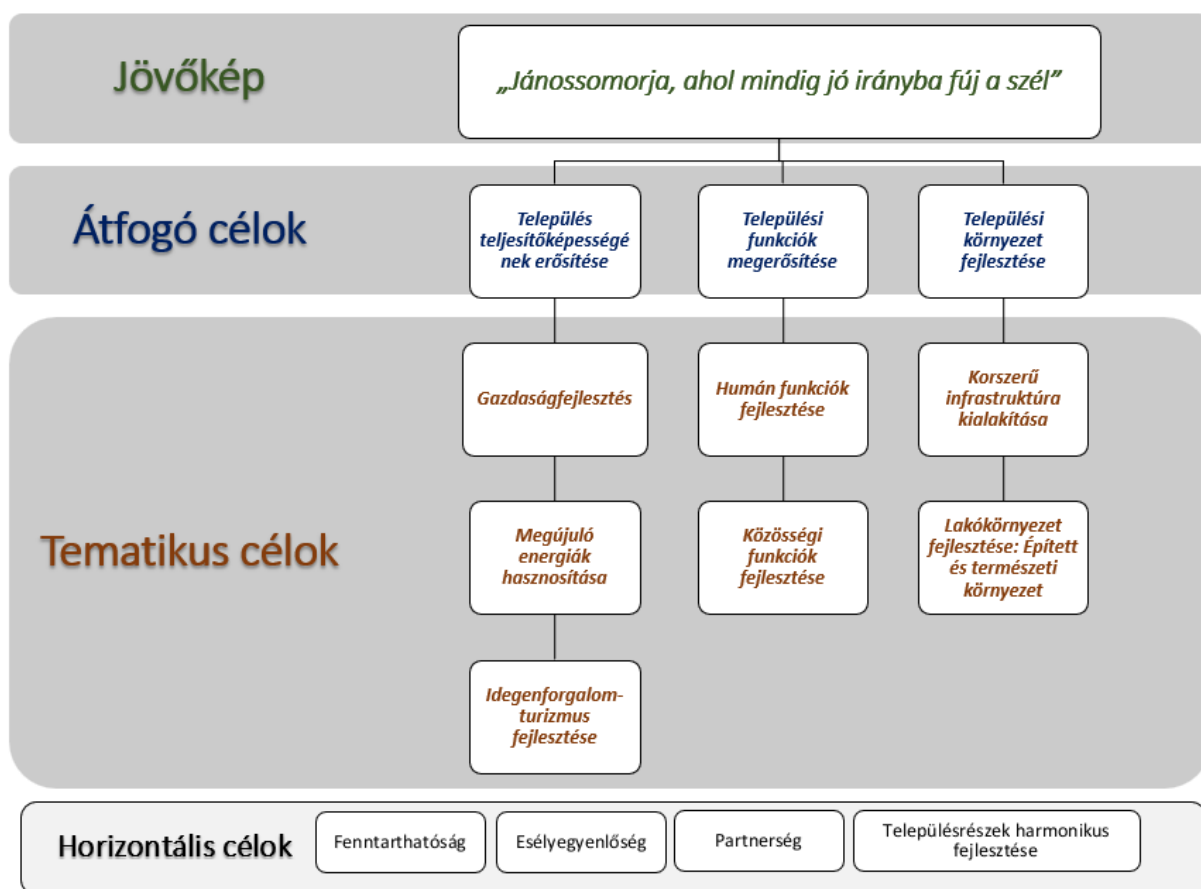 Jövőkép
„Jánossomorja, ahol mindig jó irányba fúj a szél”
Átfogó célok
Település
teljesítőképességé
nek erősítése
Települési
funkciók
megerősítése
Települési
környezet
fejlesztése
Tematikus célok
Gazdaságfejlesztés
Humán funkciók
fejlesztése
Korszerű
infrastruktúra
kialakítása
Megújuló
energiák
hasznosítása
Közösségi
funkciók
fejlesztése
Lakókörnyezet
fejlesztése: Épített
és természeti
környezet
Idegenforgalom-
turizmus
fejlesztése
Horizontális célok
Fenntarthatóság
Esélyegyenlőség
Partnerség
Településrészek harmonikus
fejlesztése